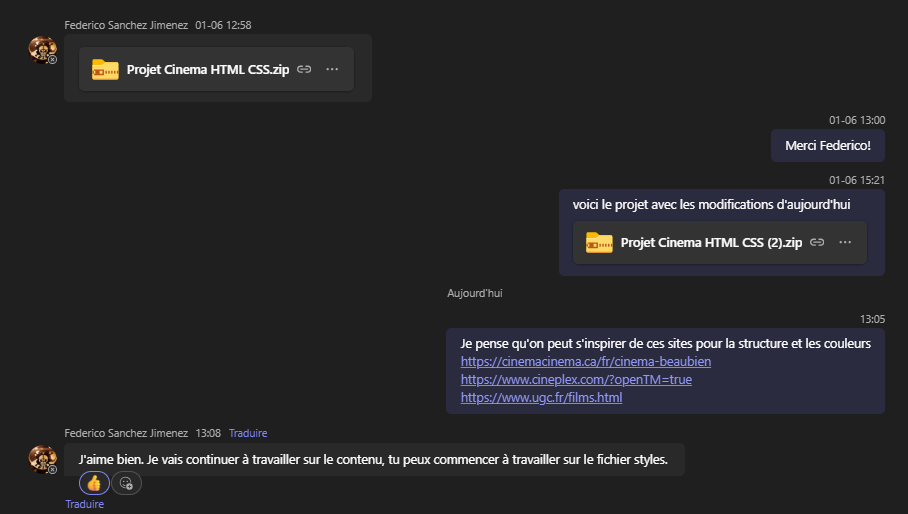 Federico Sanchez Jimenez 01-06 12:58
Projet Cinema HTML CSS.zip
01-06 13:00
Merci Federico!
01-06 15:21
voici le projet avec les modifications d'aujourd'hui
Projet Cinema HTML CSS (2).zip
Aujourd'hui
13:05
Je pense qu'on peut s'inspirer de ces sites pour la structure et les couleurs
https://cinemacinema.ca/fr/cinema-beaubien
https://www.cineplex.com/?openTM=true
https://www.ugc.fr/films.html
Federico Sanchez Jimenez 13:08 Traduire
J'aime bien. Je vais continuer à travailler sur le contenu, tu peux commencer à travailler sur le fichier styles.
Traduire